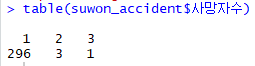 > table(suwon_accident$사망자수)
1 2 3
296 3 1